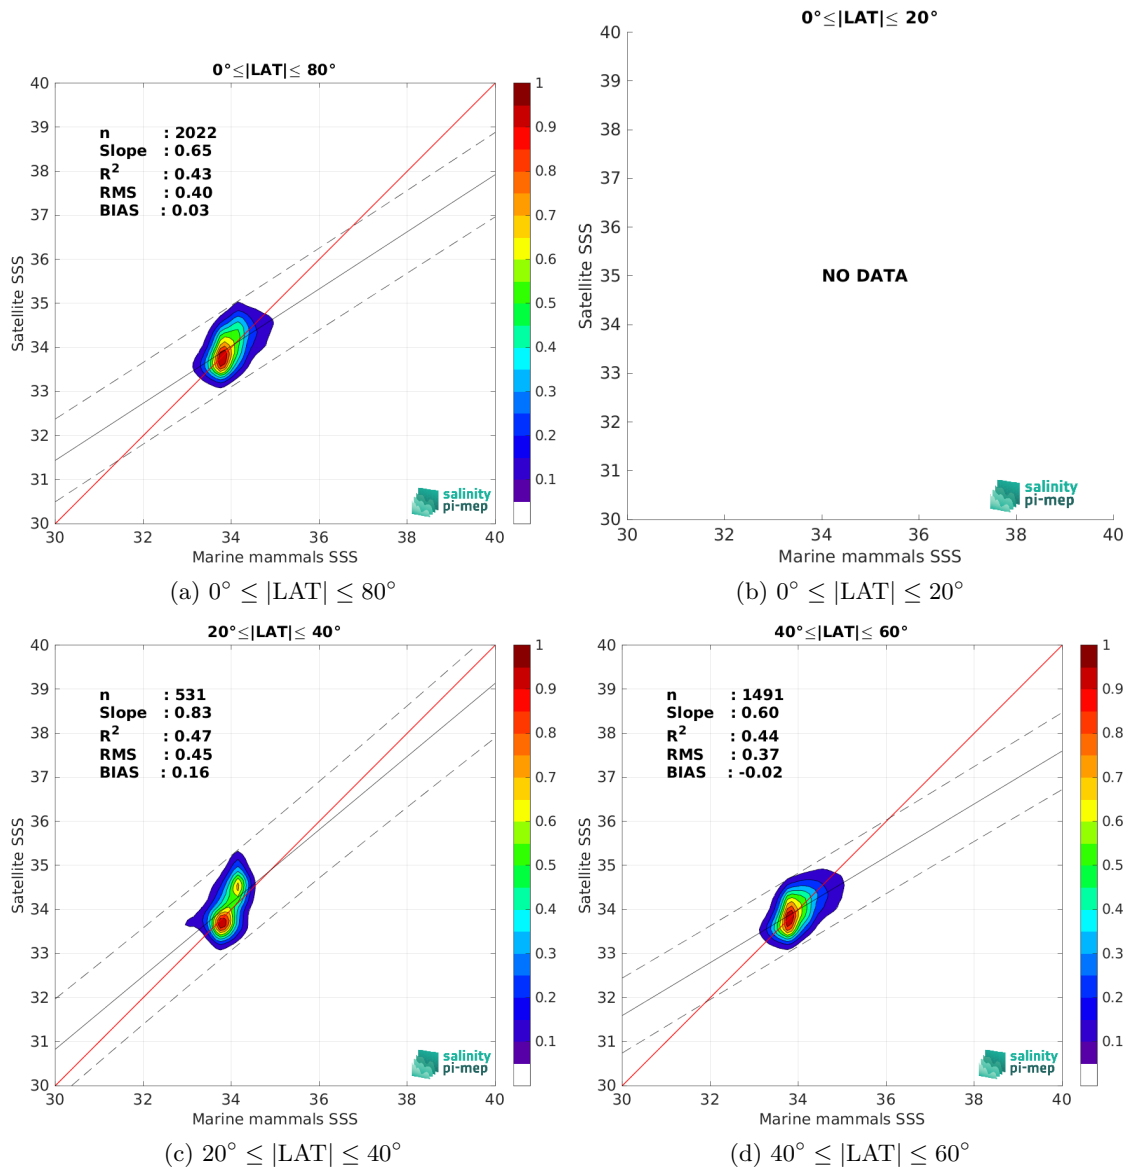 0°≤|LAT|≤ 80°
n : 2022
Slope : 0.65
R² : 0.43
RMS : 0.40
BIAS : 0.03
40
39
38
37
36
35
34
33
32
31
30
30 32 34 36 38 40
Satellite SSS
Marine mammals SSS
1
0.9
0.8
0.7
0.6
0.5
0.4
0.3
0.2
0.1
salinity
pi-mep
(a) 0° ≤ |LAT| ≤ 80°
0°≤|LAT|≤ 20°
40
39
38
37
36
35
34
33
32
31
30
30 32 34 36 38 40
Satellite SSS
NO DATA
Marine mammals SSS
salinity
pi-mep
(b) 0° ≤ |LAT| ≤ 20°
20°≤|LAT|≤ 40°
n : 531
Slope : 0.83
R² : 0.47
RMS : 0.45
BIAS : 0.16
40
39
38
37
36
35
34
33
32
31
30
30 32 34 36 38 40
Satellite SSS
Marine mammals SSS
1
0.9
0.8
0.7
0.6
0.5
0.4
0.3
0.2
0.1
salinity
pi-mep
(c) 20° ≤ |LAT| ≤ 40°
40°≤|LAT|≤ 60°
n : 1491
Slope : 0.60
R² : 0.44
RMS : 0.37
BIAS : -0.02
40
39
38
37
36
35
34
33
32
31
30
30 32 34 36 38 40
Satellite SSS
Marine mammals SSS
1
0.9
0.8
0.7
0.6
0.5
0.4
0.3
0.2
0.1
salinity
pi-mep
(d) 40° ≤ |LAT| ≤ 60°